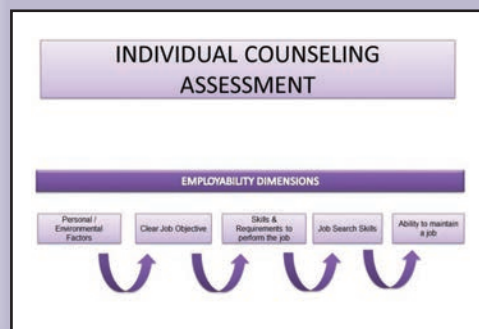 INDIVIDUAL COUNSELING
ASSESSMENT
EMPLOYABILITY DIMENSIONS
Personal /
Environmental
Factors
Clear Job Objective
Skills &
Requirements to
perform the job
Job Search Skills
Ability to maintain
a job